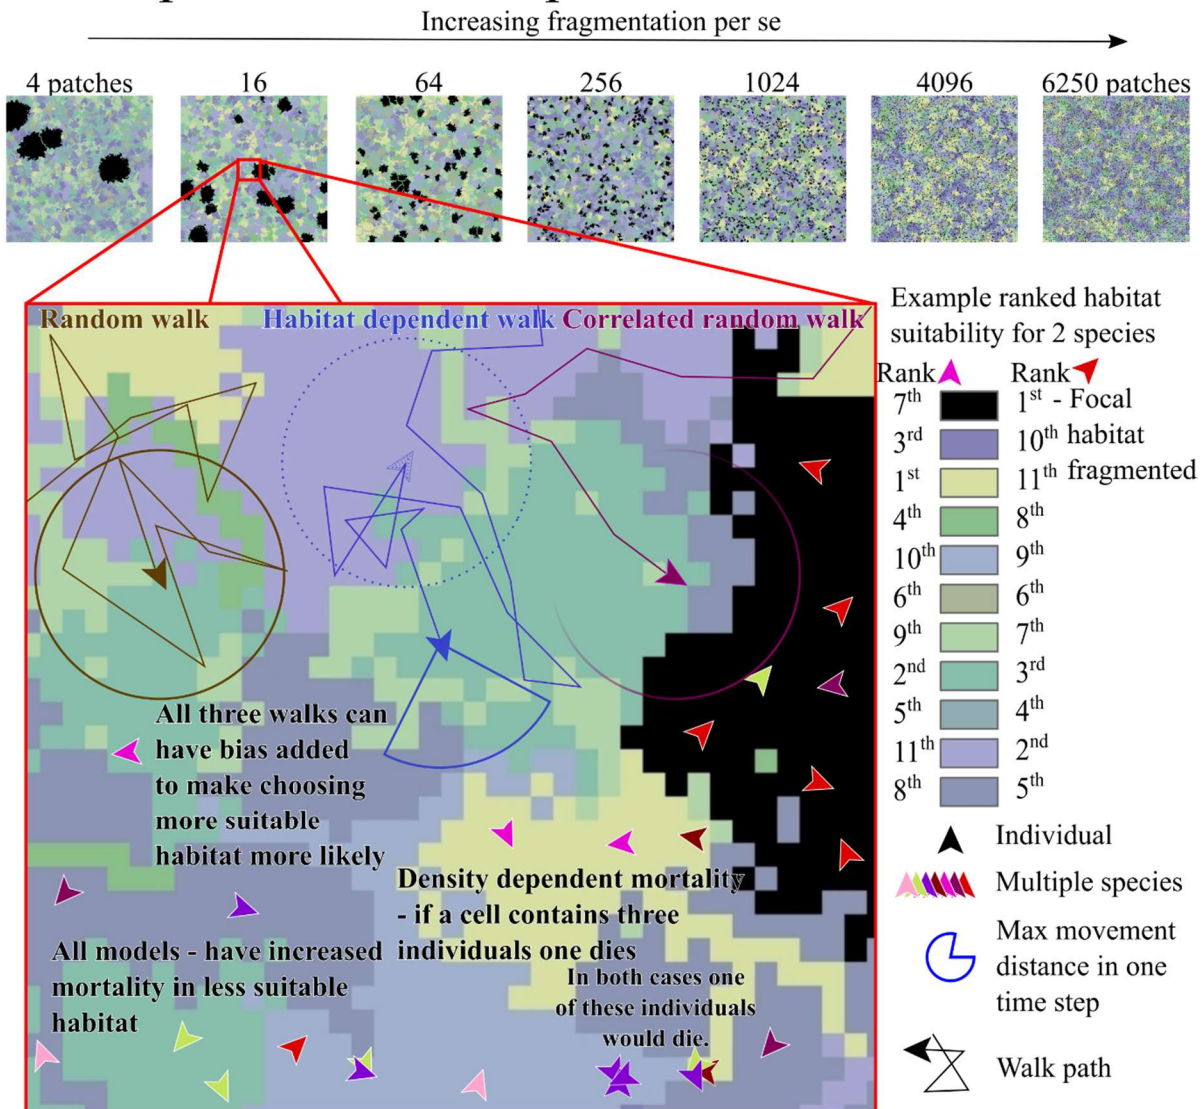 Increasing fragmentation per se
4 patches 16 64 256 1024 4096 6250 patches
Random walk Habitat dependent walk Correlated random walk
All three walks can
have bias added
to make choosing
more suitable
habitat more likely
Density dependent mortality
- if a cell contains three
individuals one dies
All models - have increased
mortality in less suitable
habitat
In both cases one
of these individuals
would die.
Example ranked habitat
suitability for 2 species
Rank Rank
7th 1st - Focal
3rd 10th habitat
1st 11th fragmented
4th 8th
10th 9th
6th 6th
9th 7th
2nd 3rd
5th 4th
11th 2nd
8th 5th
Individual
Multiple species
Max movement
distance in one
time step
Walk path